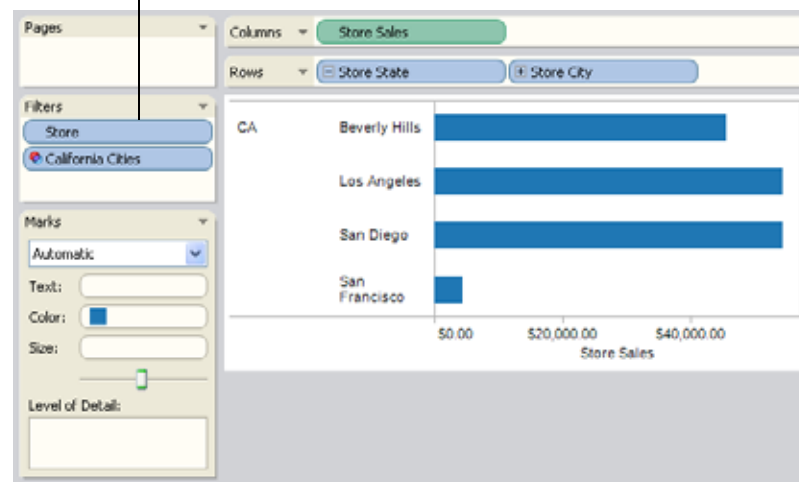 Pages
Columns
Store Sales
Rows
Store State
Store City
Filters
Store
California Cities
CA
Beverly Hills
Los Angeles
San Diego
San
Francisco
$0.00
$20,000.00
$40,000.00
Store Sales
Marks
Automatic
Text:
Color:
Size:
Level of Detail: